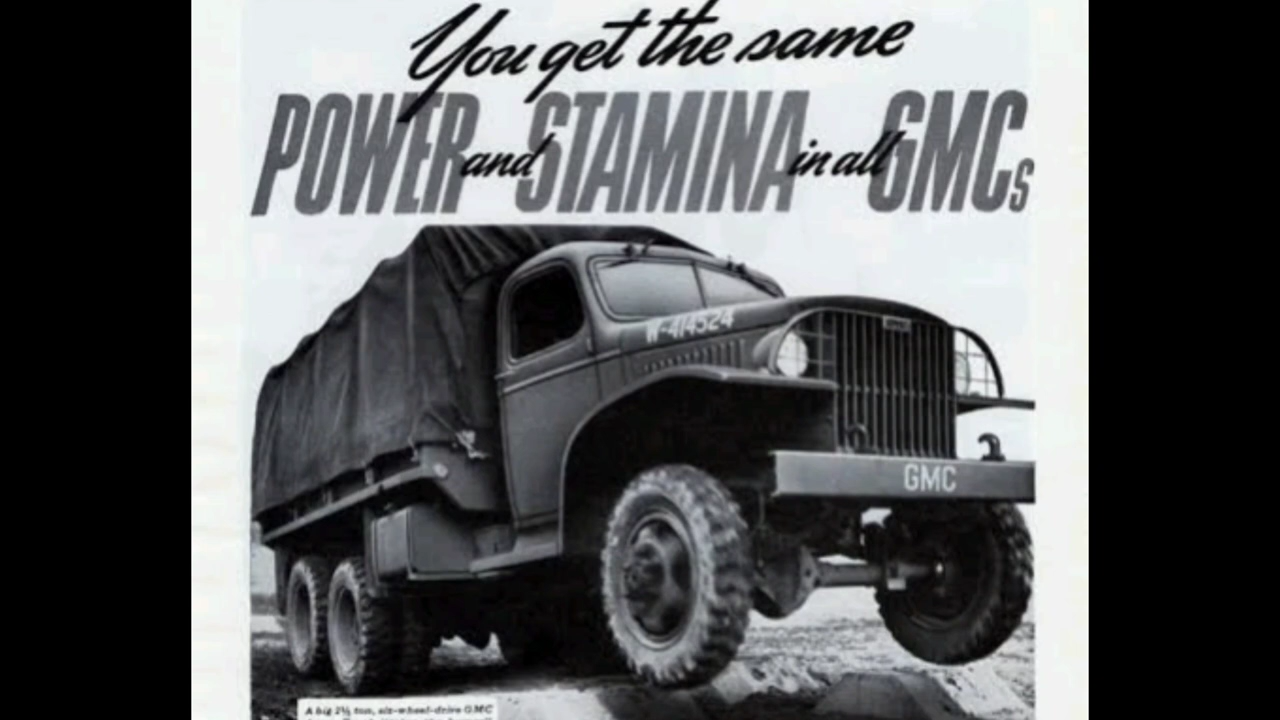 You get the same
POWER and STAMINA in all GMCs
W-414524
GMC
A big 2½ ton, six-wheel-drive GMC